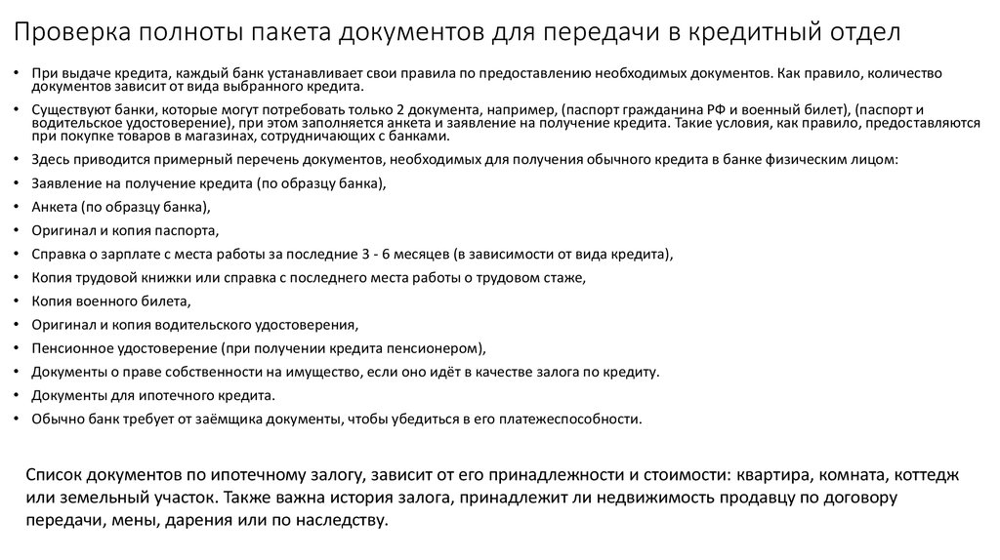 Проверка полноты пакета документов для передачи в кредитный отдел
• При выдаче кредита, каждый банк устанавливает свои правила по предоставлению необходимых документов. Как правило, количество
документов зависит от вида выбранного кредита.
• Существуют банки, которые могут потребовать только 2 документа, например, (паспорт гражданина РФ и военный билет), (паспорт и
водительское удостоверение), при этом заполняется анкета и заявление на получение кредита. Такие условия, как правило, предоставляются
при покупке товаров в магазинах, сотрудничающих с банками.
• Здесь приводится примерный перечень документов, необходимых для получения обычного кредита в банке физическим лицом:
• Заявление на получение кредита (по образцу банка),
• Анкета (по образцу банка),
• Оригинал и копия паспорта,
• Справка о зарплате с места работы за последние 3 - 6 месяцев (в зависимости от вида кредита),
• Копия трудовой книжки или справка с последнего места работы о трудовом стаже,
• Копия военного билета,
• Оригинал и копия водительского удостоверения,
• Пенсионное удостоверение (при получении кредита пенсионером),
• Документы о праве собственности на имущество, если оно идёт в качестве залога по кредиту.
• Документы для ипотечного кредита.
• Обычно банк требует от заёмщика документы, чтобы убедиться в его платежеспособности.
Список документов по ипотечному залогу, зависит от его принадлежности и стоимости: квартира, комната, коттедж
или земельный участок. Также важна история залога, принадлежит ли недвижимость продавцу по договору
передачи, мены, дарения или по наследству.